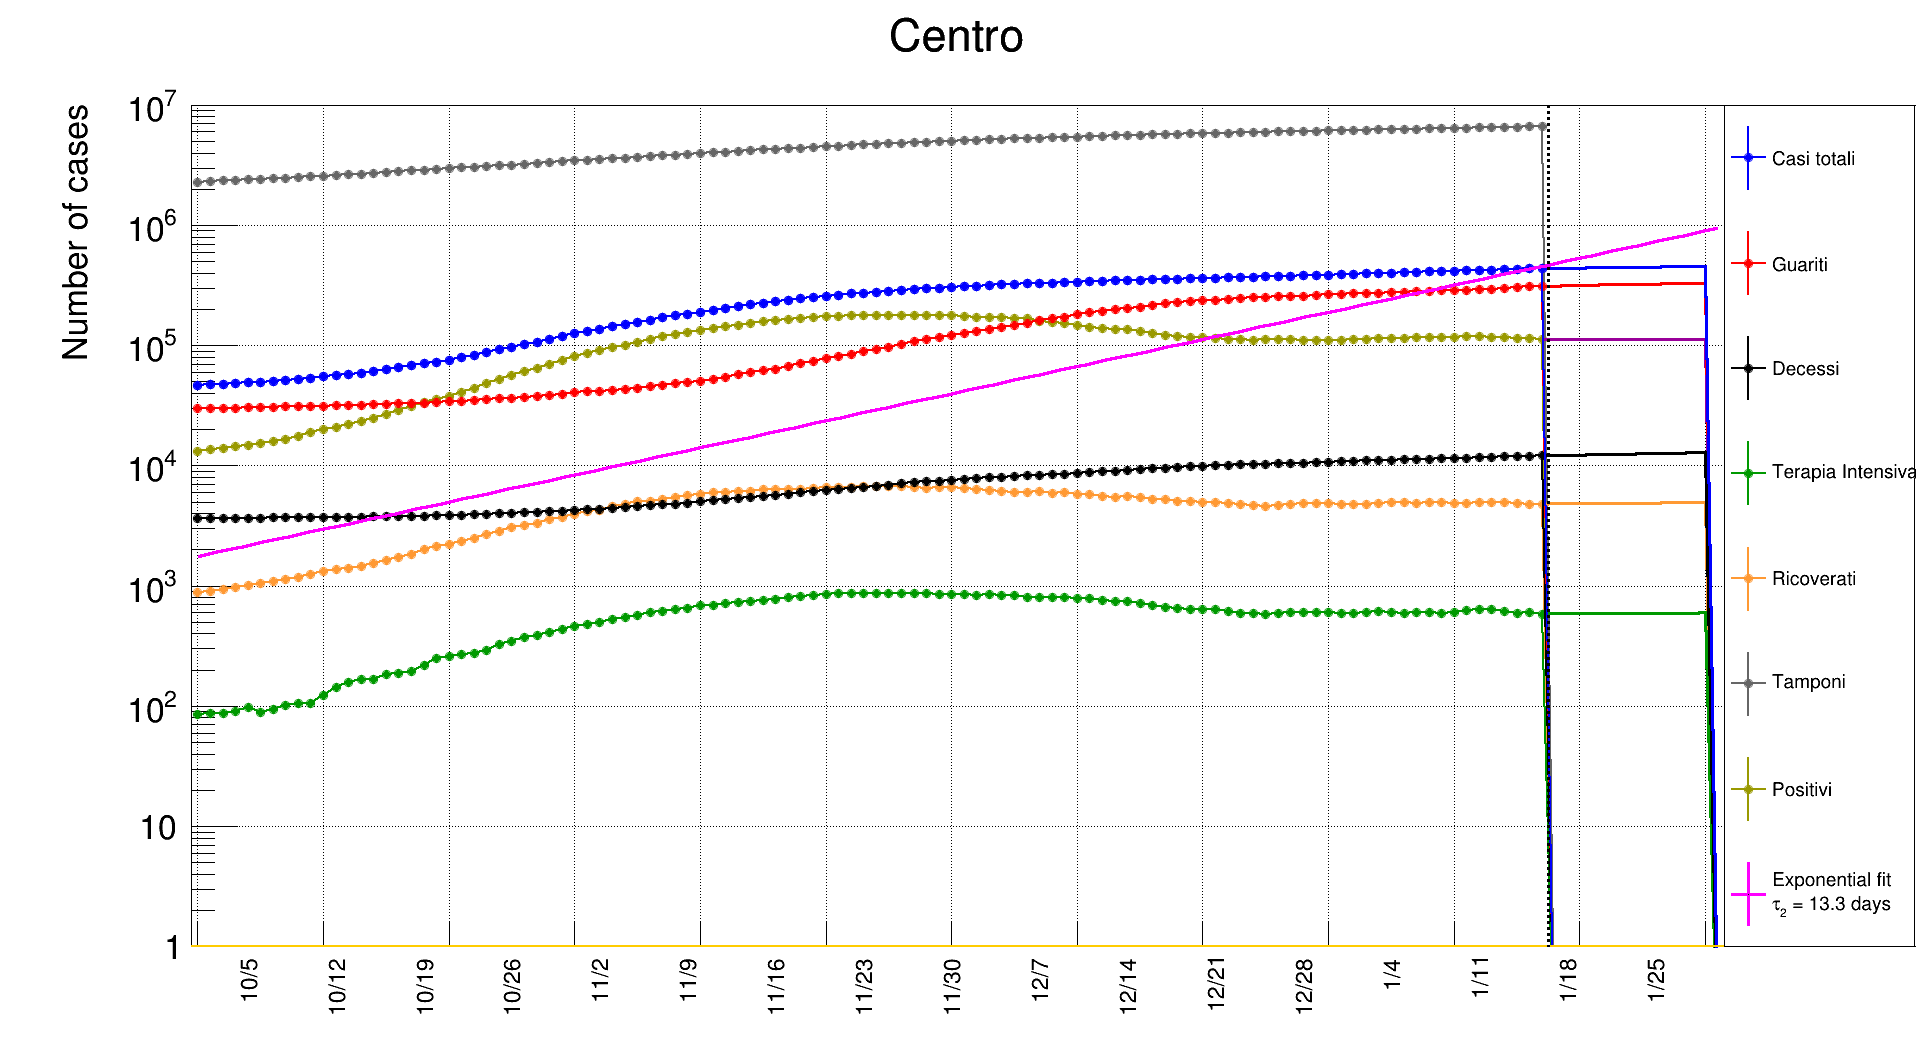 Centro
Number of cases
10^7
10^6
10^5
10^4
10^3
10^2
10
1
10/5
10/12
10/19
10/26
11/2
11/9
11/16
11/23
11/30
12/7
12/14
12/21
12/28
1/4
1/11
1/18
1/25
Casi totali
Guariti
Decessi
Terapia Intensiva
Ricoverati
Tamponi
Positivi
Exponential fit
τ_2 = 13.3 days